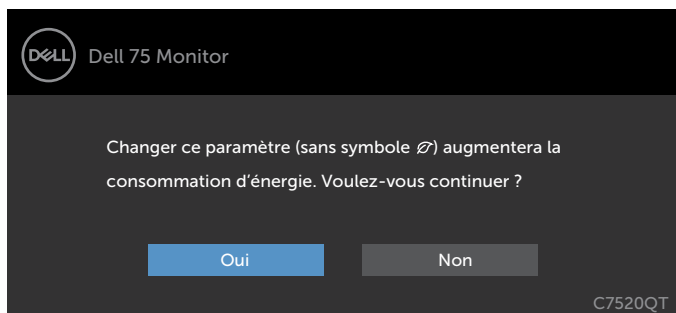 DELL
Dell 75 Monitor
Changer ce paramètre (sans symbole ) augmentera la
consommation d’énergie. Voulez-vous continuer ?
Oui Non
C7520QT